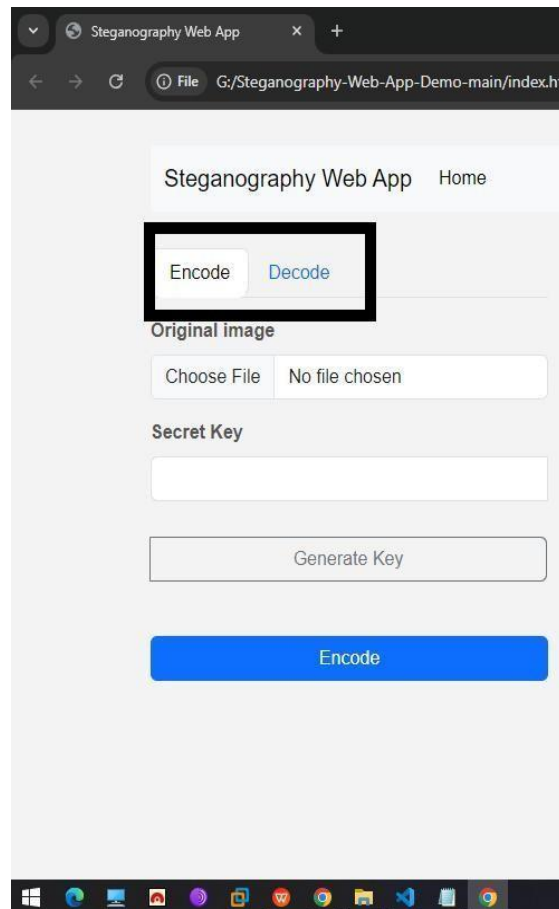 Steganography Web App
File G:/Steganography-Web-App-Demo-main/index.h
Steganography Web App Home
Encode Decode
Original image
Choose File No file chosen
Secret Key
Generate Key
Encode